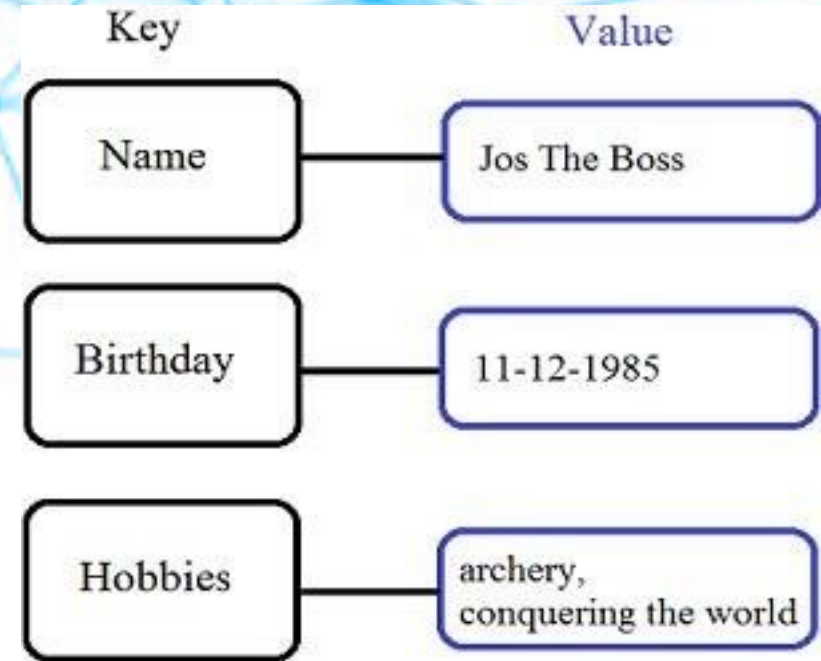 Key Value
Name Jos The Boss
Birthday 11-12-1985
Hobbies archery,
conquering the world